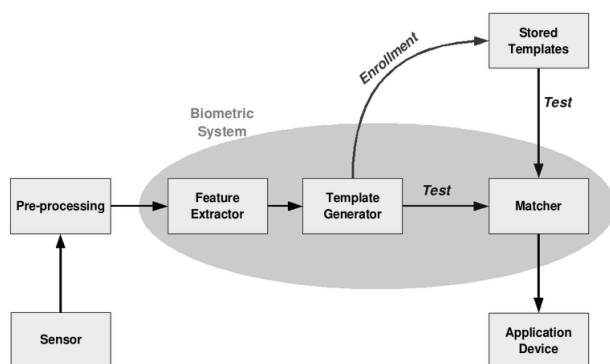 Stored
Templates
Enrollment
Test
Biometric
System
Pre-processing
Feature
Extractor
Template
Generator
Test
Matcher
Sensor
Application
Device